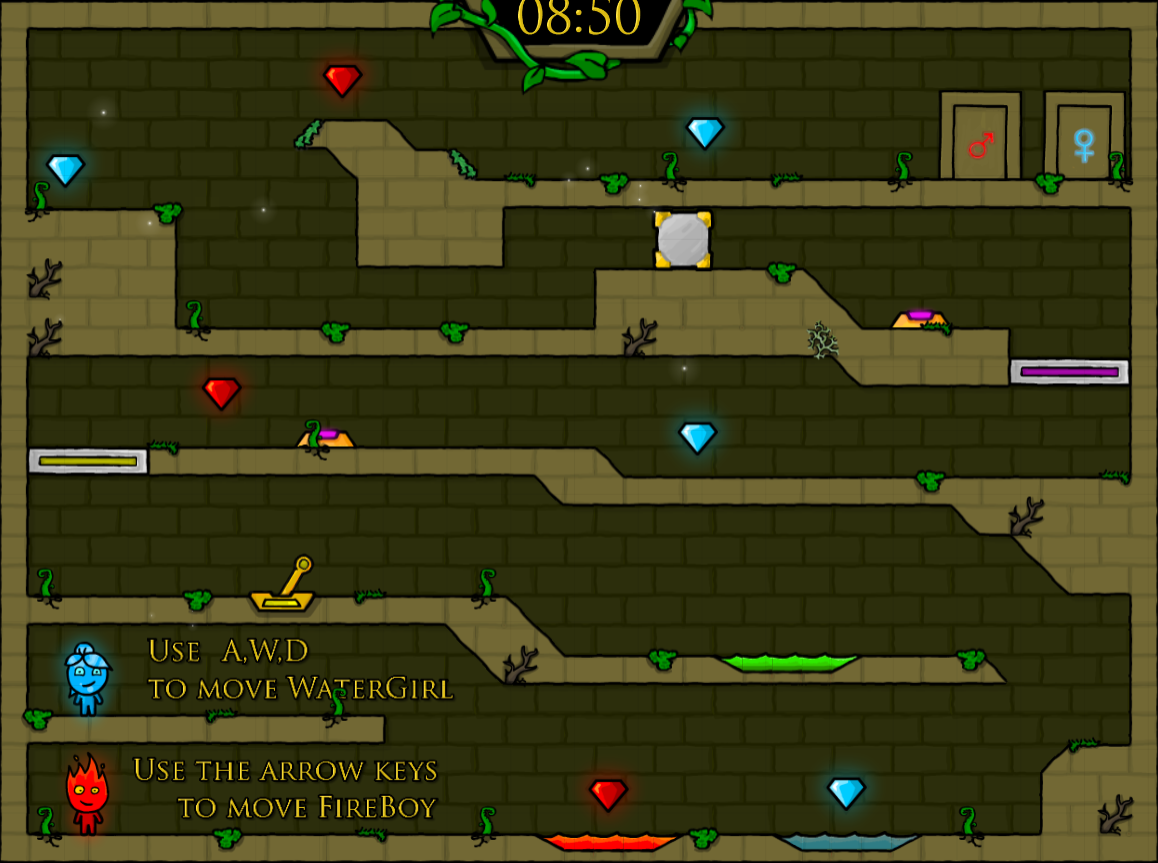 08:50
♂
♀
Use A,W,D
to move WaterGirl
Use the arrow keys
to move FireBoy